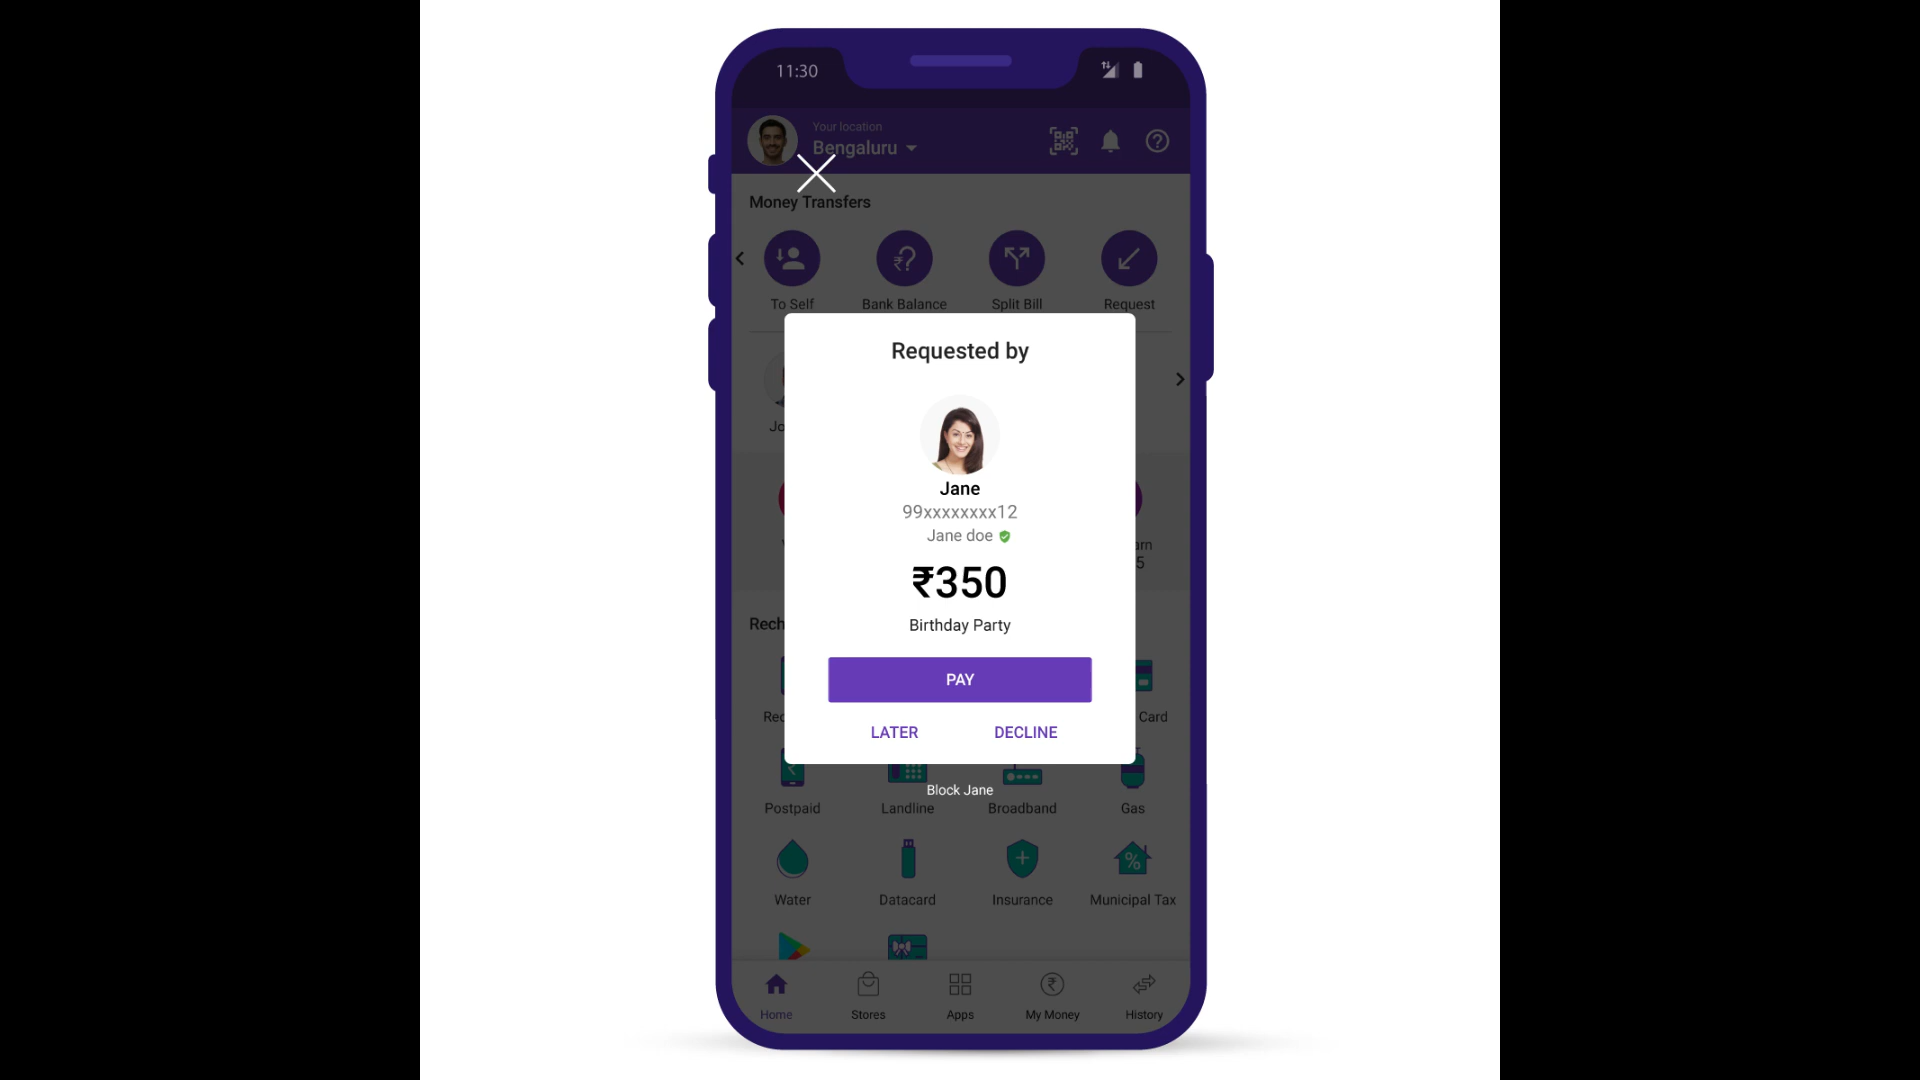 11:30
Your location
Bengaluru
Money Transfers
To Self
Bank Balance
Split Bill
Request
Requested by
Jane
99xxxxxxxx12
Jane doe
₹350
Birthday Party
PAY
LATER
DECLINE
Block Jane
Card
Postpaid
Landline
Broadband
Gas
Water
Datacard
Insurance
Municipal Tax
Home
Stores
Apps
My Money
History